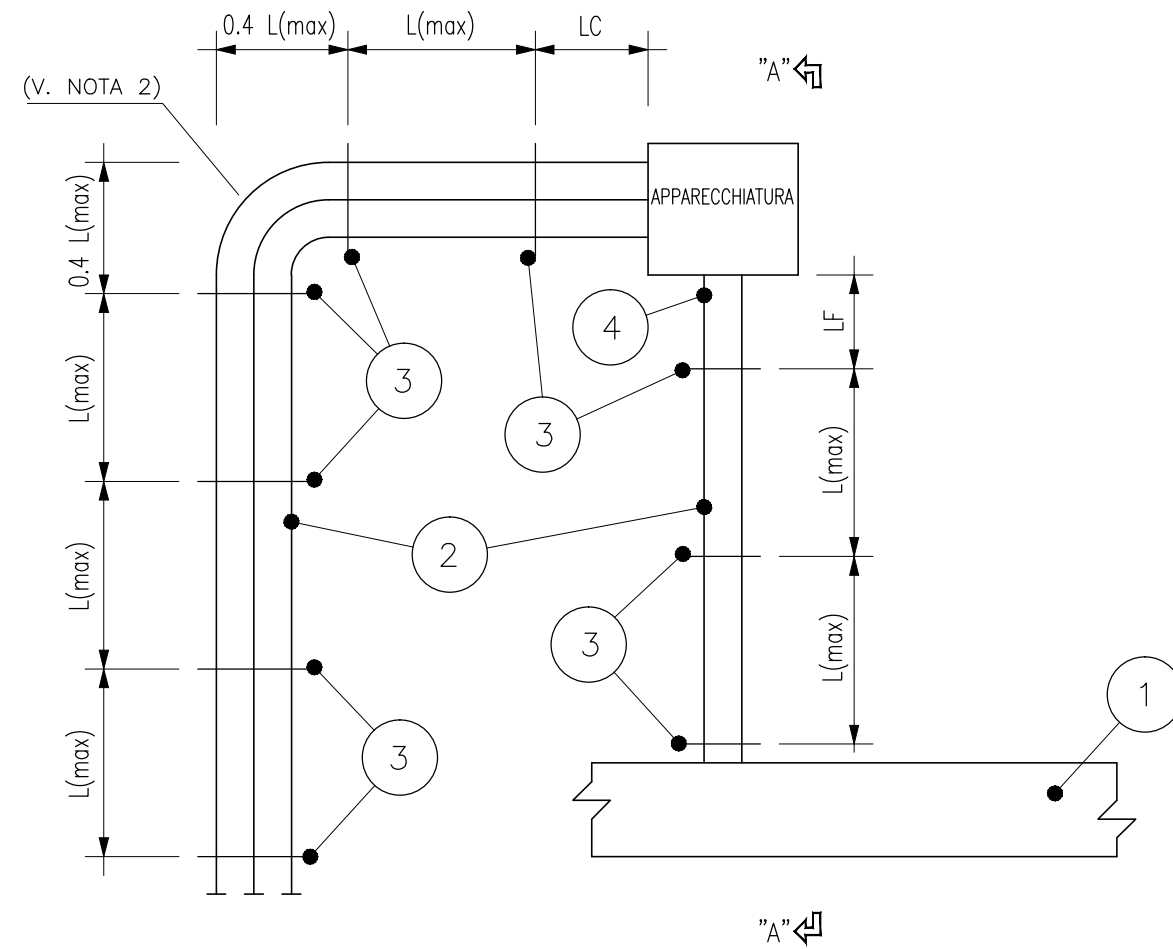 0.4 L(max)
L(max)
LC
"A"
(V. NOTA 2)
0.4 L(max)
APPARECCHIATURA
4
LF
L(max)
3
3
L(max)
2
L(max)
3
L(max)
1
L(max)
3
"A"